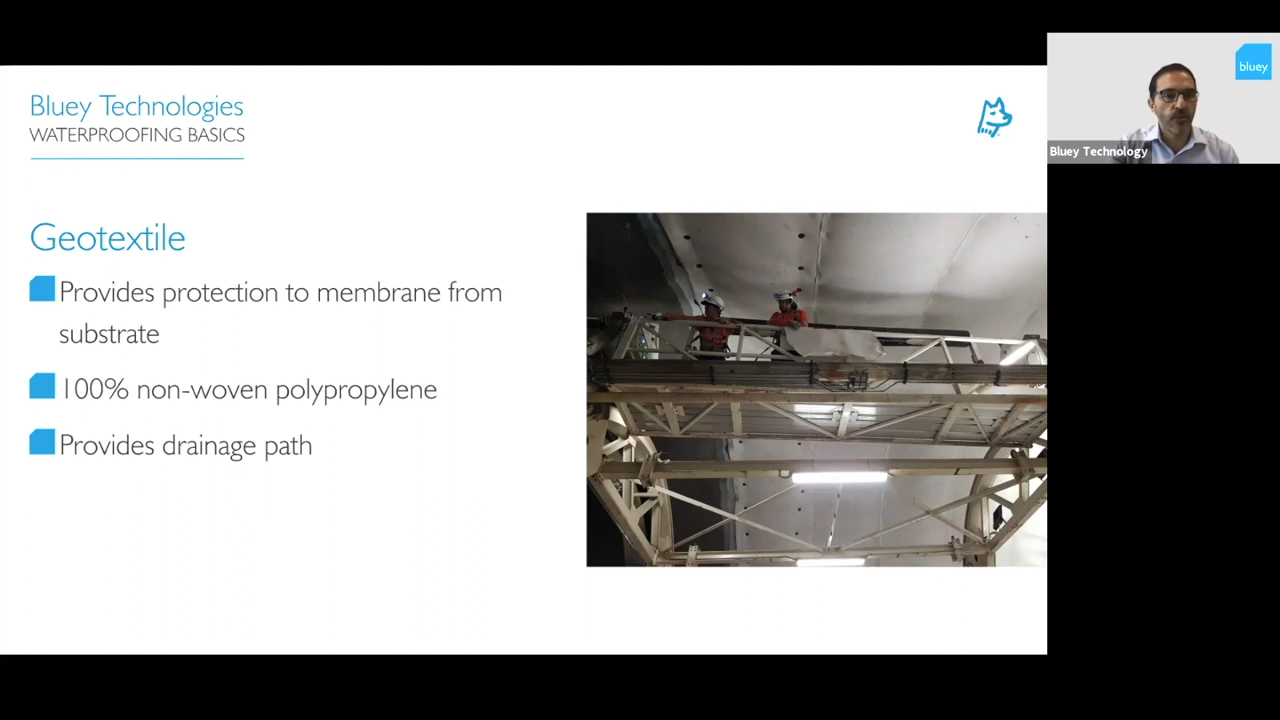 Bluey Technologies
WATERPROOFING BASICS
bluey
Bluey Technology
Geotextile
Provides protection to membrane from
substrate
100% non-woven polypropylene
Provides drainage path